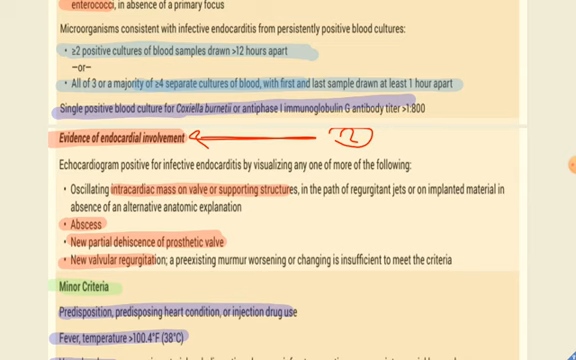 enterococci, in absence of a primary focus
Microorganisms consistent with infective endocarditis from persistently positive blood cultures:
• ≥2 positive cultures of blood samples drawn >12 hours apart
—or—
• All of 3 or a majority of ≥4 separate cultures of blood, with first and last sample drawn at least 1 hour apart
Single positive blood culture for Coxiella burnetii or antiphase I immunoglobulin G antibody titer >1:800
Evidence of endocardial involvement
2
Echocardiogram positive for infective endocarditis by visualizing any one of more of the following:
• Oscillating intracardiac mass on valve or supporting structures, in the path of regurgitant jets or on implanted material in
absence of an alternative anatomic explanation
• Abscess
• New partial dehiscence of prosthetic valve
• New valvular regurgitation; a preexisting murmur worsening or changing is insufficient to meet the criteria
Minor Criteria
Predisposition, predisposing heart condition, or injection drug use
Fever, temperature >100.4°F (38°C)